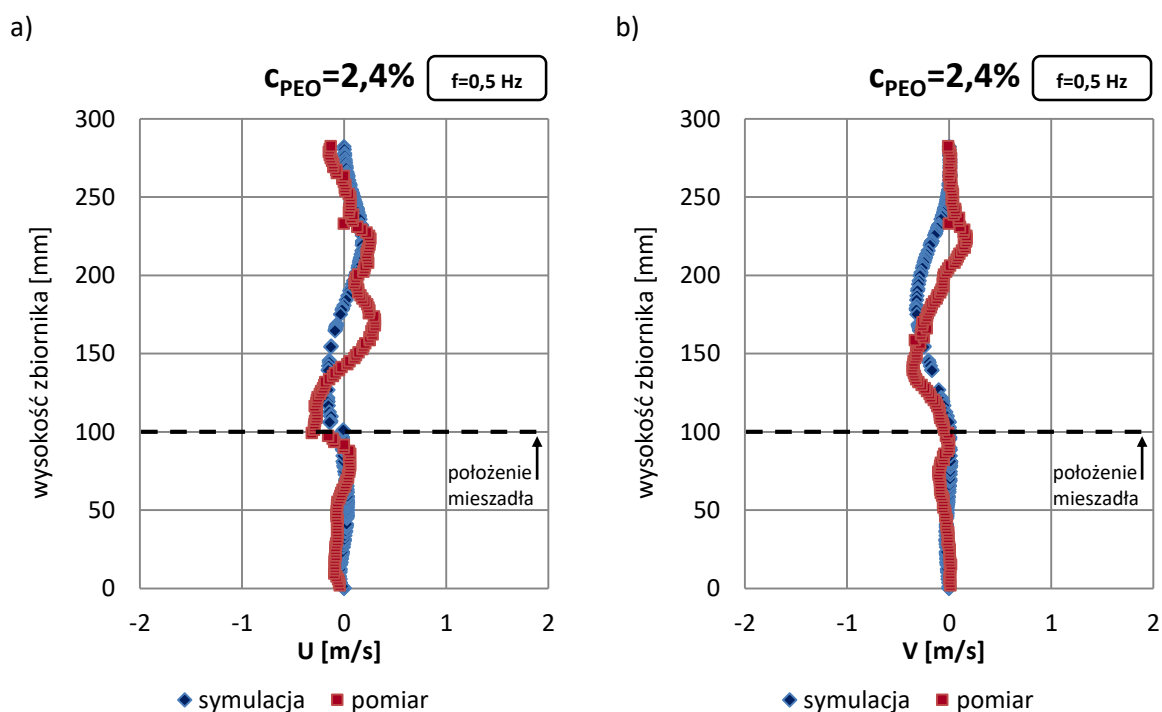 a)
c_PEO=2,4%
f=0,5 Hz
wysokość zbiornika [mm]
300
250
200
150
100
50
0
położenie
mieszadła
-2 -1 0 1 2
U [m/s]
symulacja pomiar
b)
c_PEO=2,4%
f=0,5 Hz
wysokość zbiornika [mm]
300
250
200
150
100
50
0
położenie
mieszadła
-2 -1 0 1 2
V [m/s]
symulacja pomiar